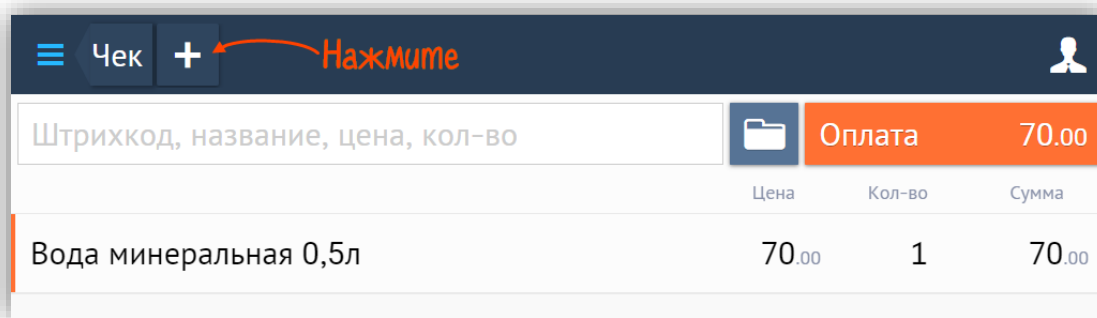 Чек + Нажмите
Штрихкод, название, цена, кол-во Оплата 70.00
Цена Кол-во Сумма
Вода минеральная 0,5л 70.00 1 70.00